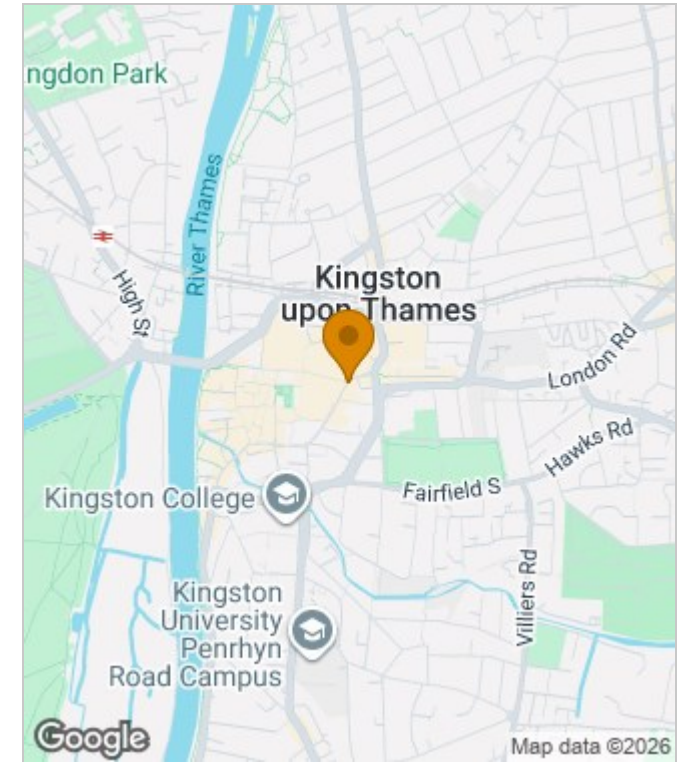 ngdon Park
River Thames
High St
Kingston
upon Thames
London Rd
Hawks Rd
Fairfield S
Kingston College
Villiers Rd
Kingston
University
Penrhyn
Road Campus
Google
Map data ©2026